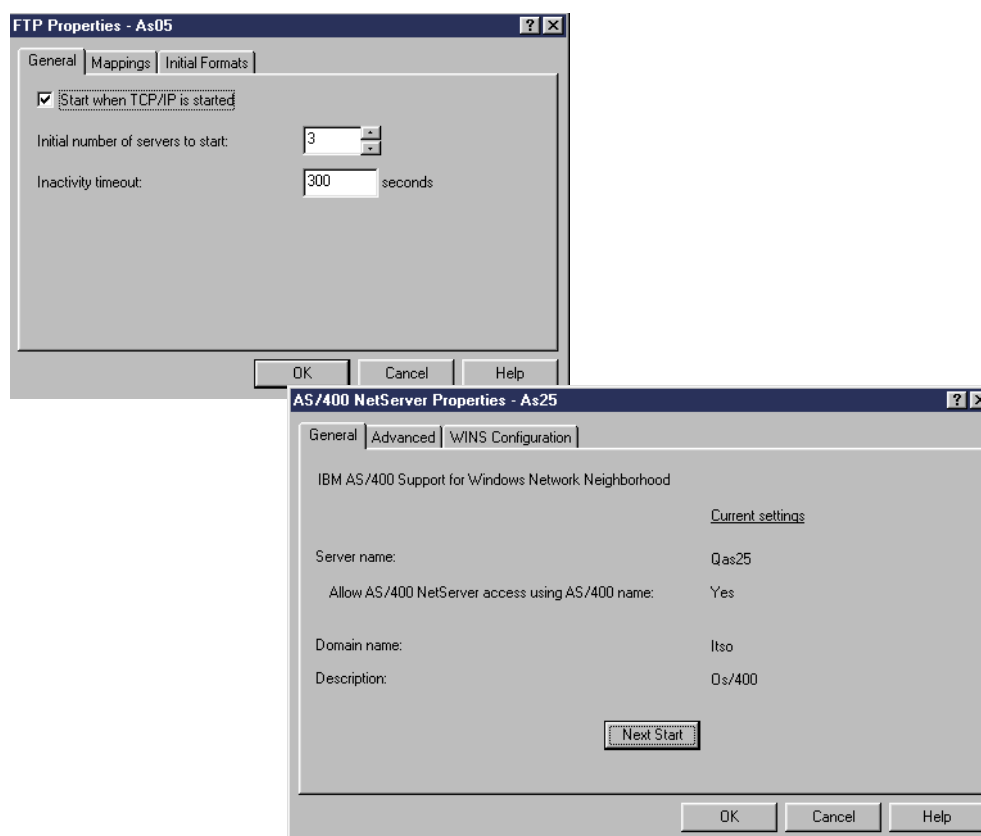 FTP Properties - As05
General Mappings Initial Formats
Start when TCP/IP is started
Initial number of servers to start: 3
Inactivity timeout: 300 seconds
OK Cancel Help
AS/400 NetServer Properties - As25
General Advanced WINS Configuration
IBM AS/400 Support for Windows Network Neighborhood
Current settings
Server name: Qas25
Allow AS/400 NetServer access using AS/400 name: Yes
Domain name: Itso
Description: Os/400
Next Start
OK Cancel Help